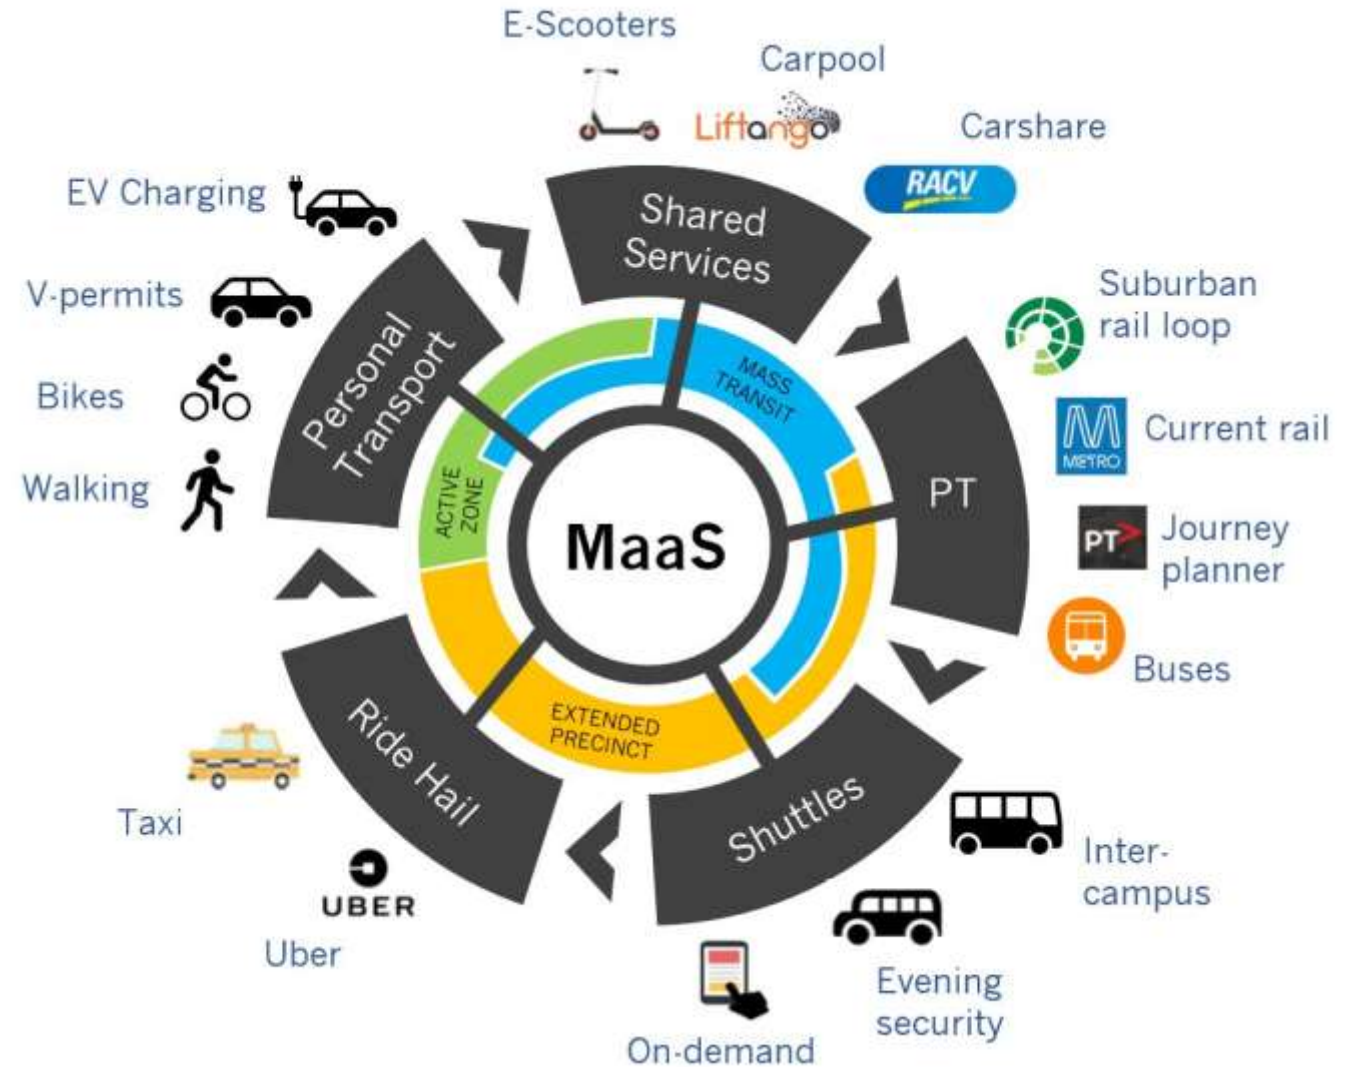 E-Scooters
Carpool
Liftango
Carshare
RACV
EV Charging
V-permits
Bikes
Walking
Shared
Services
Personal
Transport
Suburban
rail loop
METRO
Current rail
PT
PT>
Journey
planner
Buses
MASS
TRANSIT
ACTIVE
ZONE
MaaS
EXTENDED
PRECINCT
Ride Hail
Shuttles
Taxi
UBER
Uber
Inter-
campus
Evening
security
On-demand